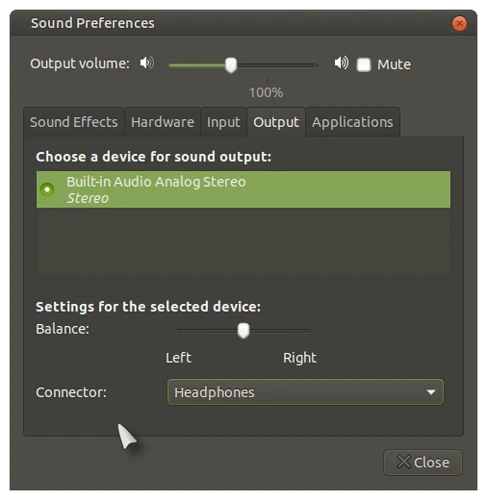 Sound Preferences
Output volume:
Mute
100%
Sound Effects
Hardware
Input
Output
Applications
Choose a device for sound output:
Built-in Audio Analog Stereo
Stereo
Settings for the selected device:
Balance:
Left
Right
Connector:
Headphones
Close